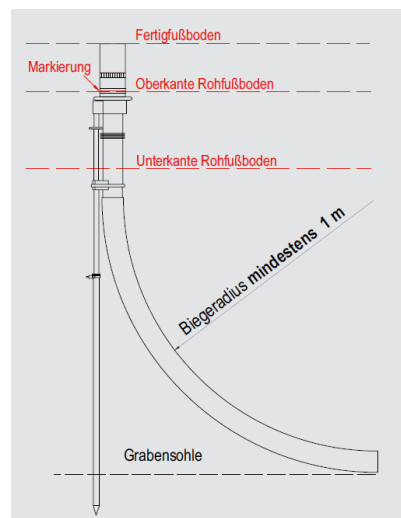 Fertigfußboden
Markierung
Oberkante Rohfußboden
Unterkante Rohfußboden
Biegeradius mindestens 1 m
Grabensohle